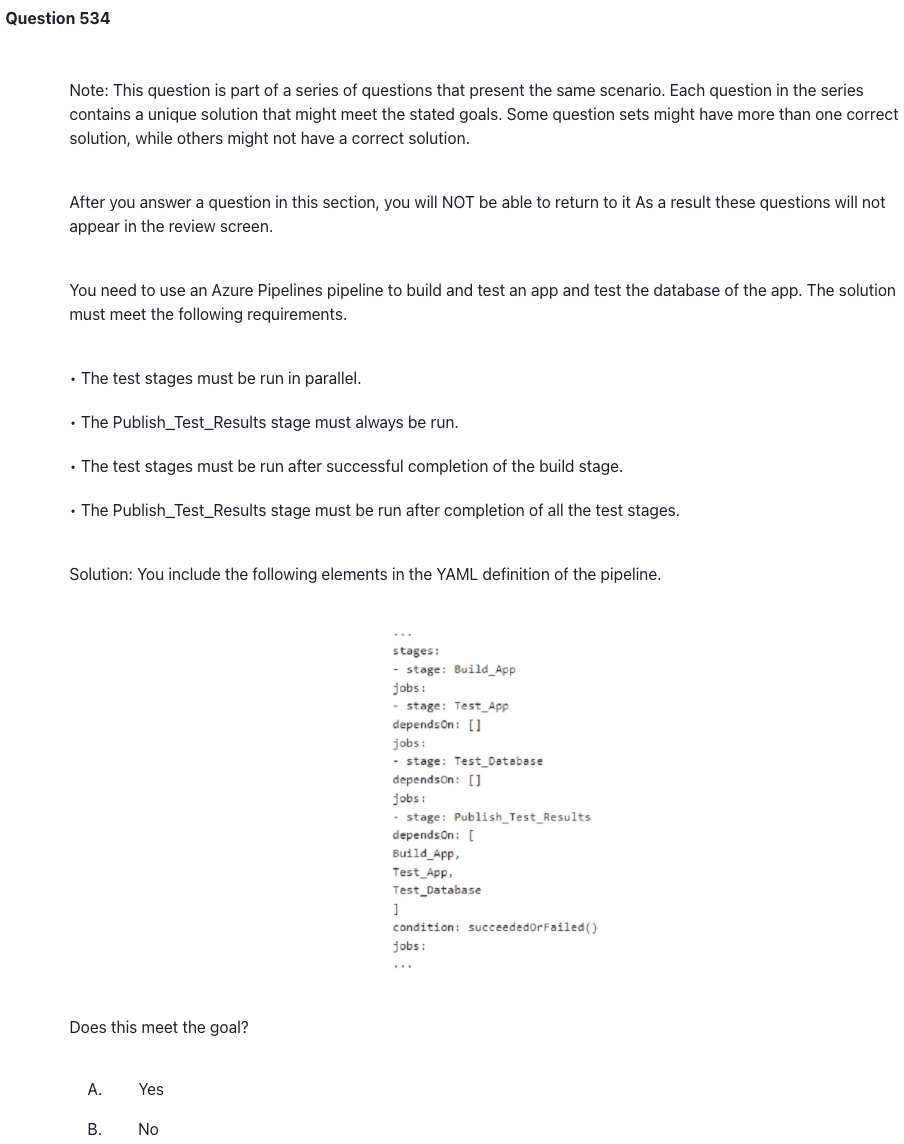 Question 534
Note: This question is part of a series of questions that present the same scenario. Each question in the series
contains a unique solution that might meet the stated goals. Some question sets might have more than one correct
solution, while others might not have a correct solution.
After you answer a question in this section, you will NOT be able to return to it As a result these questions will not
appear in the review screen.
You need to use an Azure Pipelines pipeline to build and test an app and test the database of the app. The solution
must meet the following requirements.
• The test stages must be run in parallel.
• The Publish_Test_Results stage must always be run.
• The test stages must be run after successful completion of the build stage.
• The Publish_Test_Results stage must be run after completion of all the test stages.
Solution: You include the following elements in the YAML definition of the pipeline.
...
stages:
- stage: Build_App
jobs:
- stage: Test_App
dependsOn: []
jobs:
- stage: Test_Database
dependsOn: []
jobs:
- stage: Publish_Test_Results
dependsOn: [
Build_App,
Test_App,
Test_Database
]
condition: succeededOrFailed()
jobs:
...
Does this meet the goal?
A. Yes
B. No